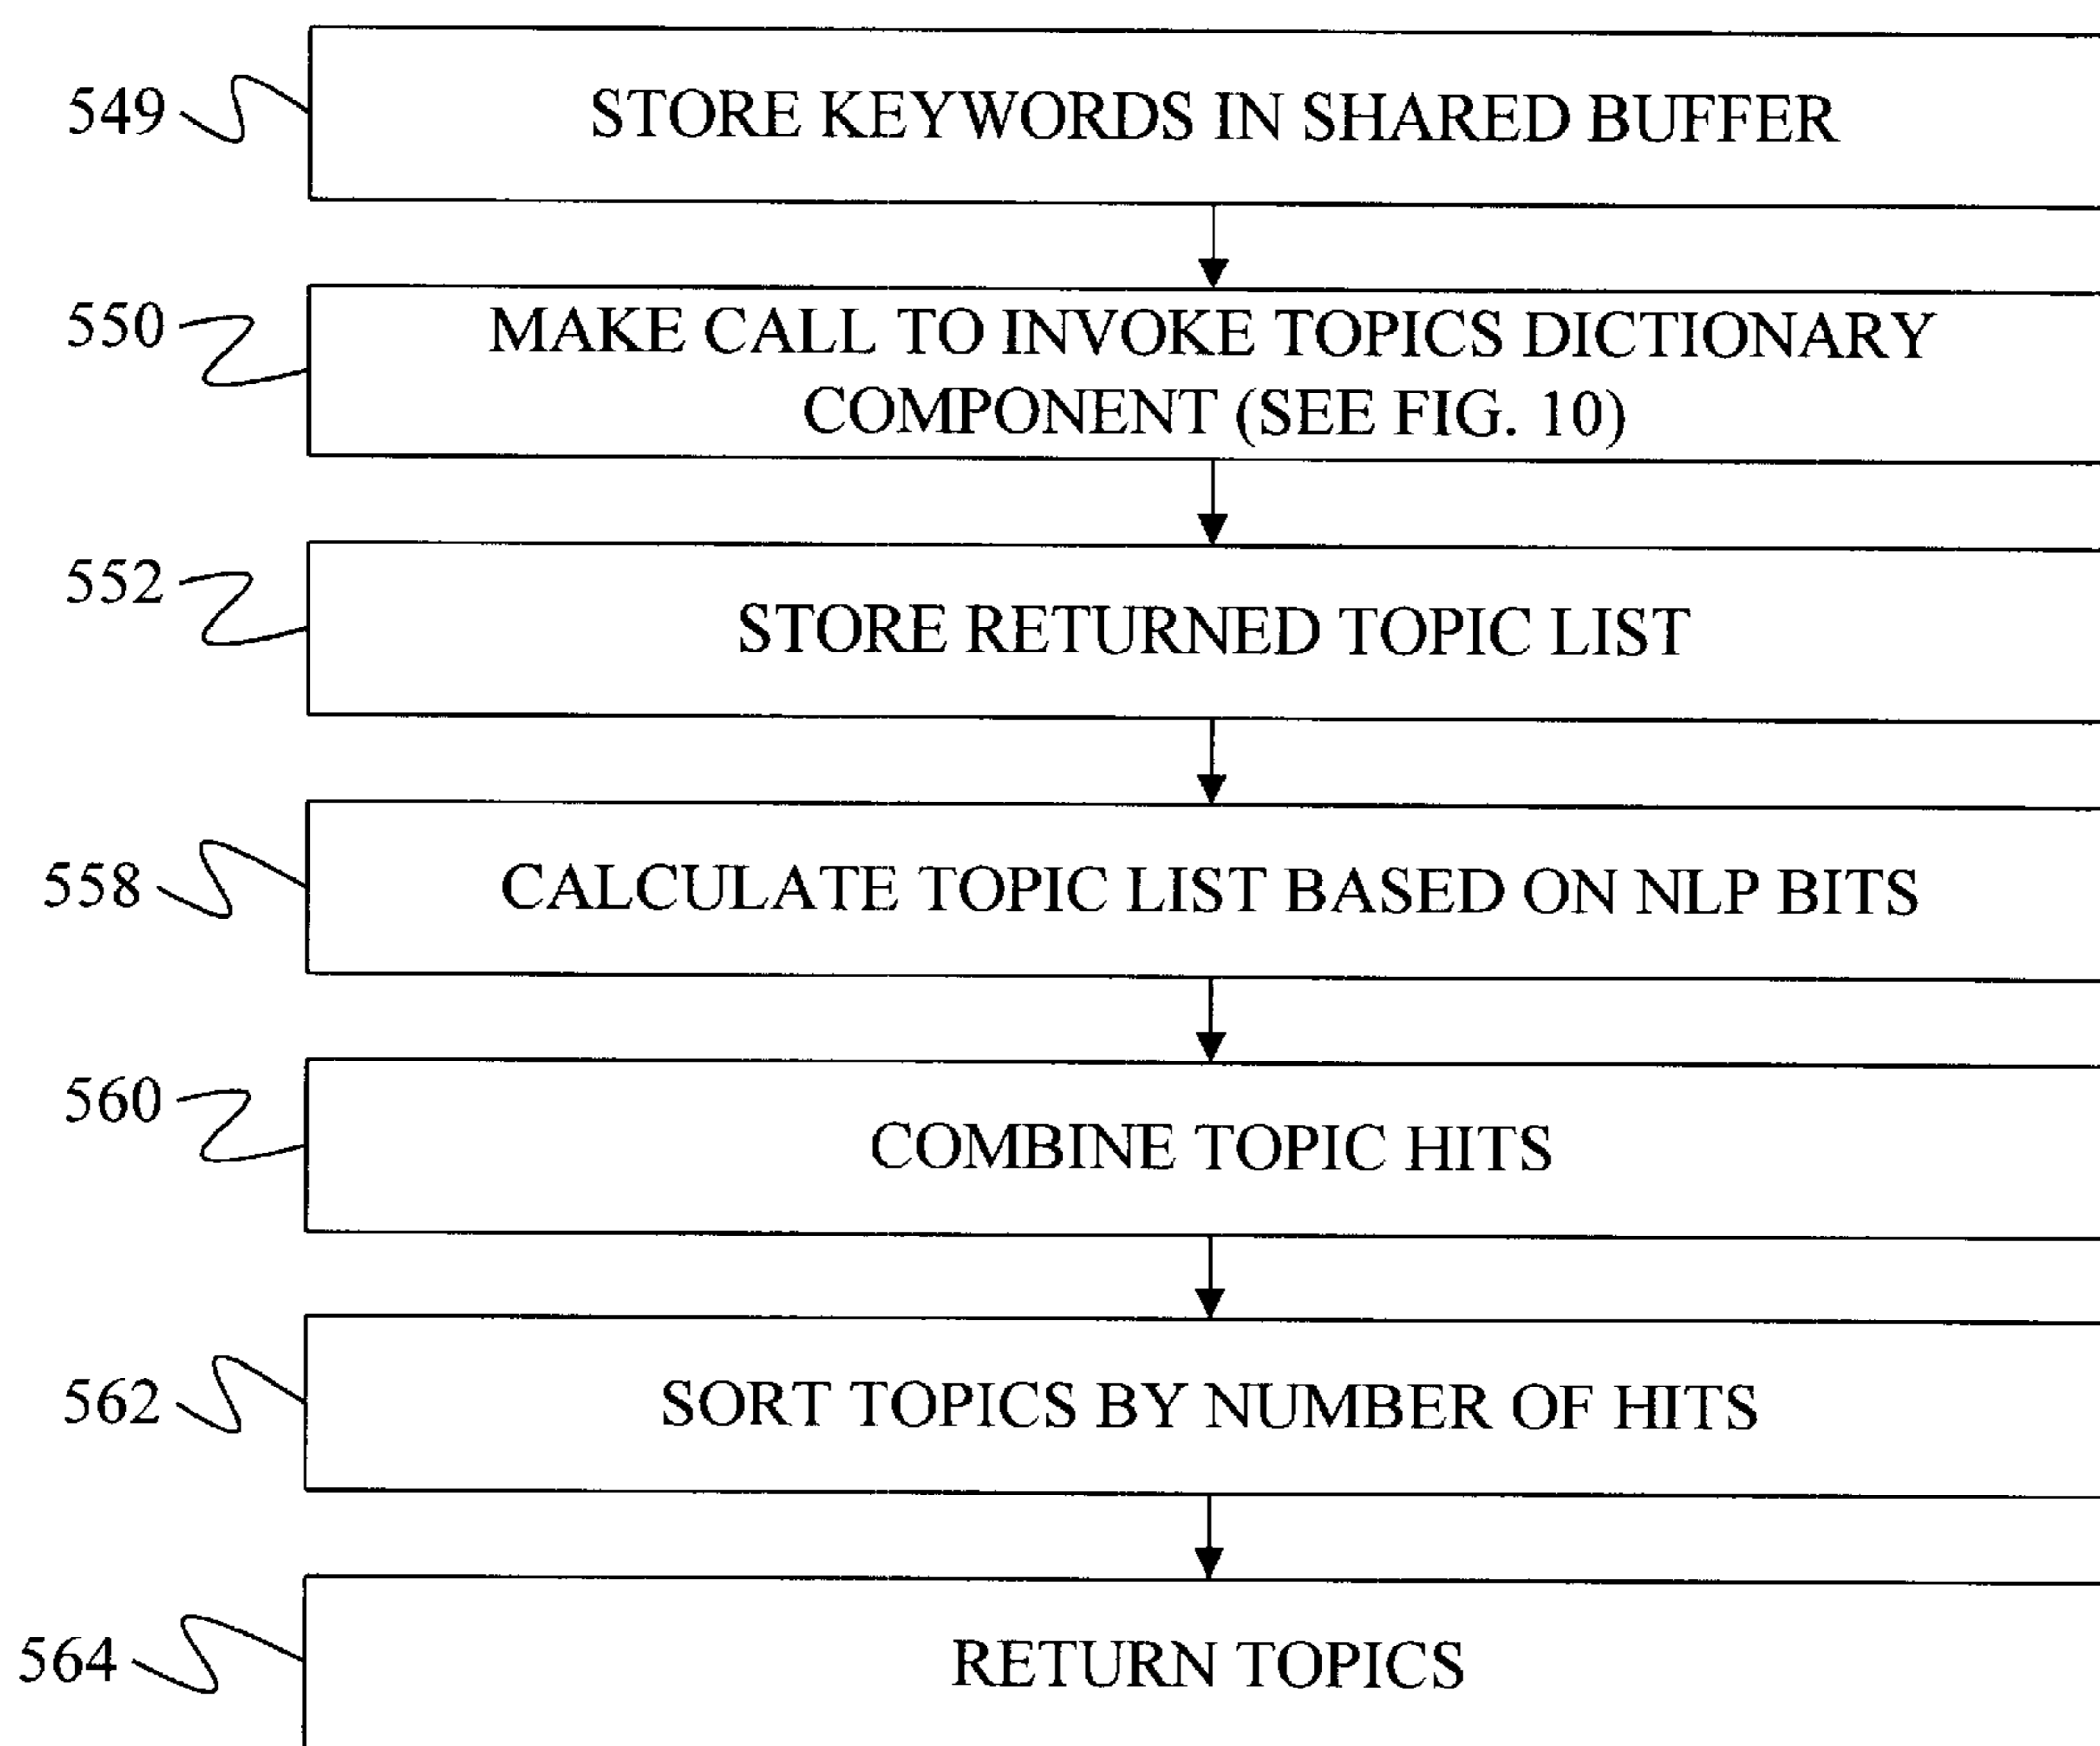 549
STORE KEYWORDS IN SHARED BUFFER
550
MAKE CALL TO INVOKE TOPICS DICTIONARY
COMPONENT (SEE FIG. 10)
552
STORE RETURNED TOPIC LIST
558
CALCULATE TOPIC LIST BASED ON NLP BITS
560
COMBINE TOPIC HITS
562
SORT TOPICS BY NUMBER OF HITS
564
RETURN TOPICS